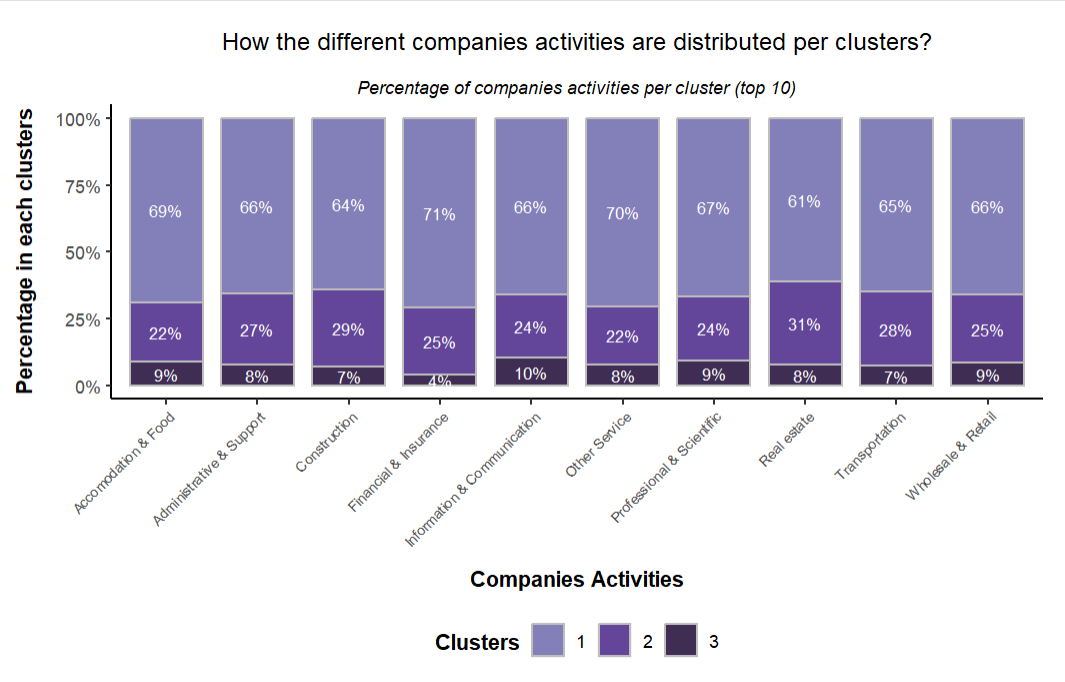 How the different companies activities are distributed per clusters?
Percentage of companies activities per cluster (top 10)
Percentage in each clusters
100%
75%
50%
25%
0%
69% 66% 64% 71% 66% 70% 67% 61% 65% 66%
22% 27% 29% 25% 24% 22% 24% 31% 28% 25%
9% 8% 7% 4% 10% 8% 9% 8% 7% 9%
Accomodation & Food
Administrative & Support
Construction
Financial & Insurance
Information & Communication
Other Service
Professional & Scientific
Real estate
Transportation
Wholesale & Retail
Companies Activities
Clusters 1 2 3